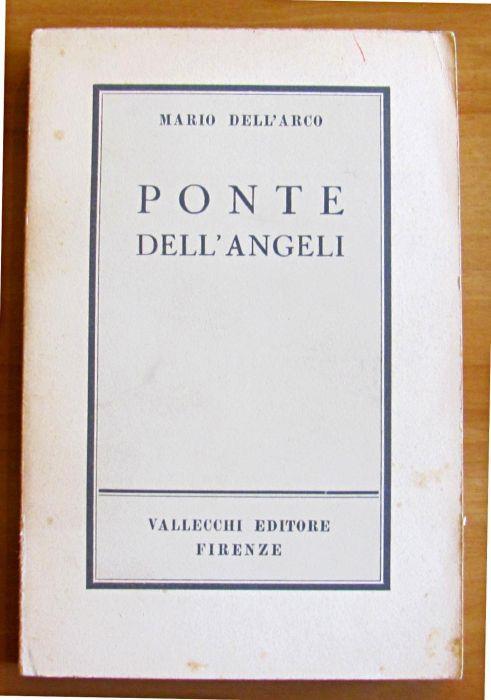 MARIO DELL'ARCO
PONTE
DELL'ANGELI
VALLECCHI EDITORE
FIRENZE